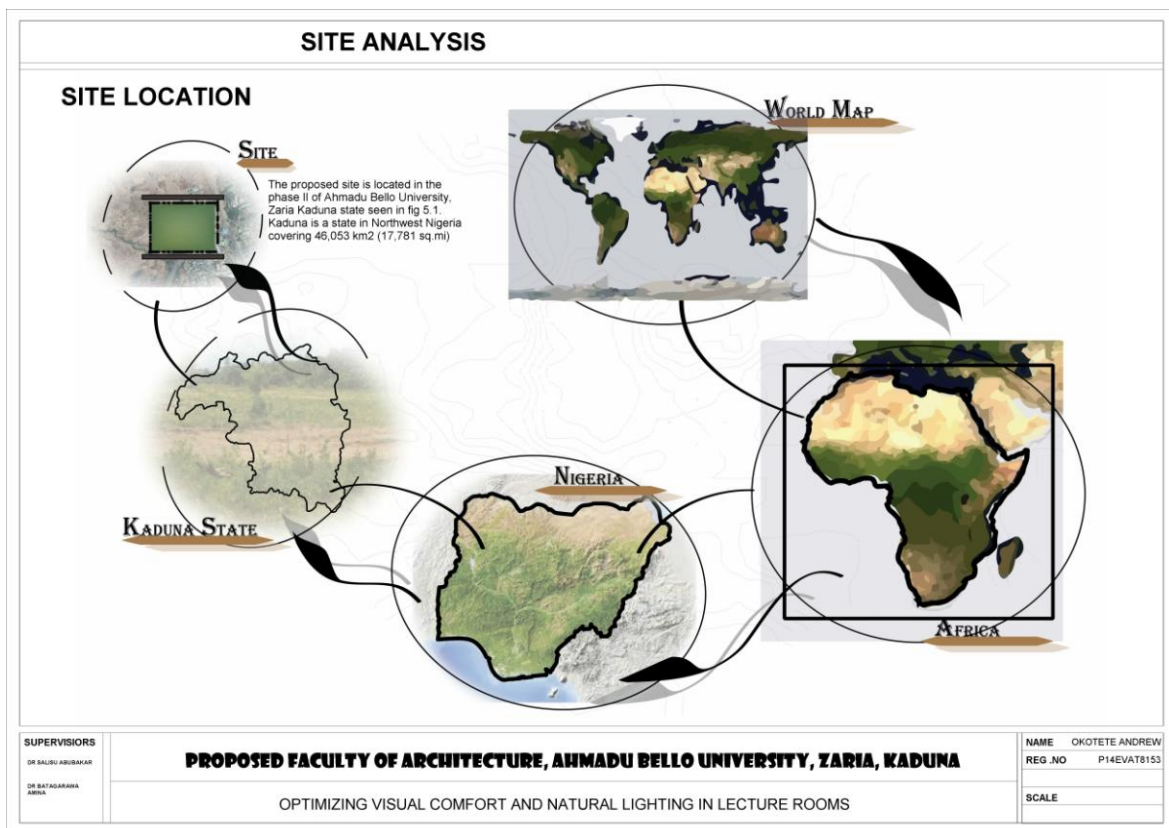 SITE ANALYSIS
SITE LOCATION
SITE
The proposed site is located in the
phase II of Ahmadu Bello University,
Zaria Kaduna state seen in fig 5.1.
Kaduna is a state in Northwest Nigeria
covering 46,053 km2 (17,781 sq.mi)
WORLD MAP
KADUNA STATE
NIGERIA
AFRICA
SUPERVISIORS
DR.SALISU ABUBAKAR
DR BATAGARAWA
AMINA
PROPOSED FACULTY OF ARCHITECTURE, AHMADU BELLO UNIVERSITY, ZARIA, KADUNA
OPTIMIZING VISUAL COMFORT AND NATURAL LIGHTING IN LECTURE ROOMS
NAME OKOTETE ANDREW
REG .NO P14EVAT8153
SCALE